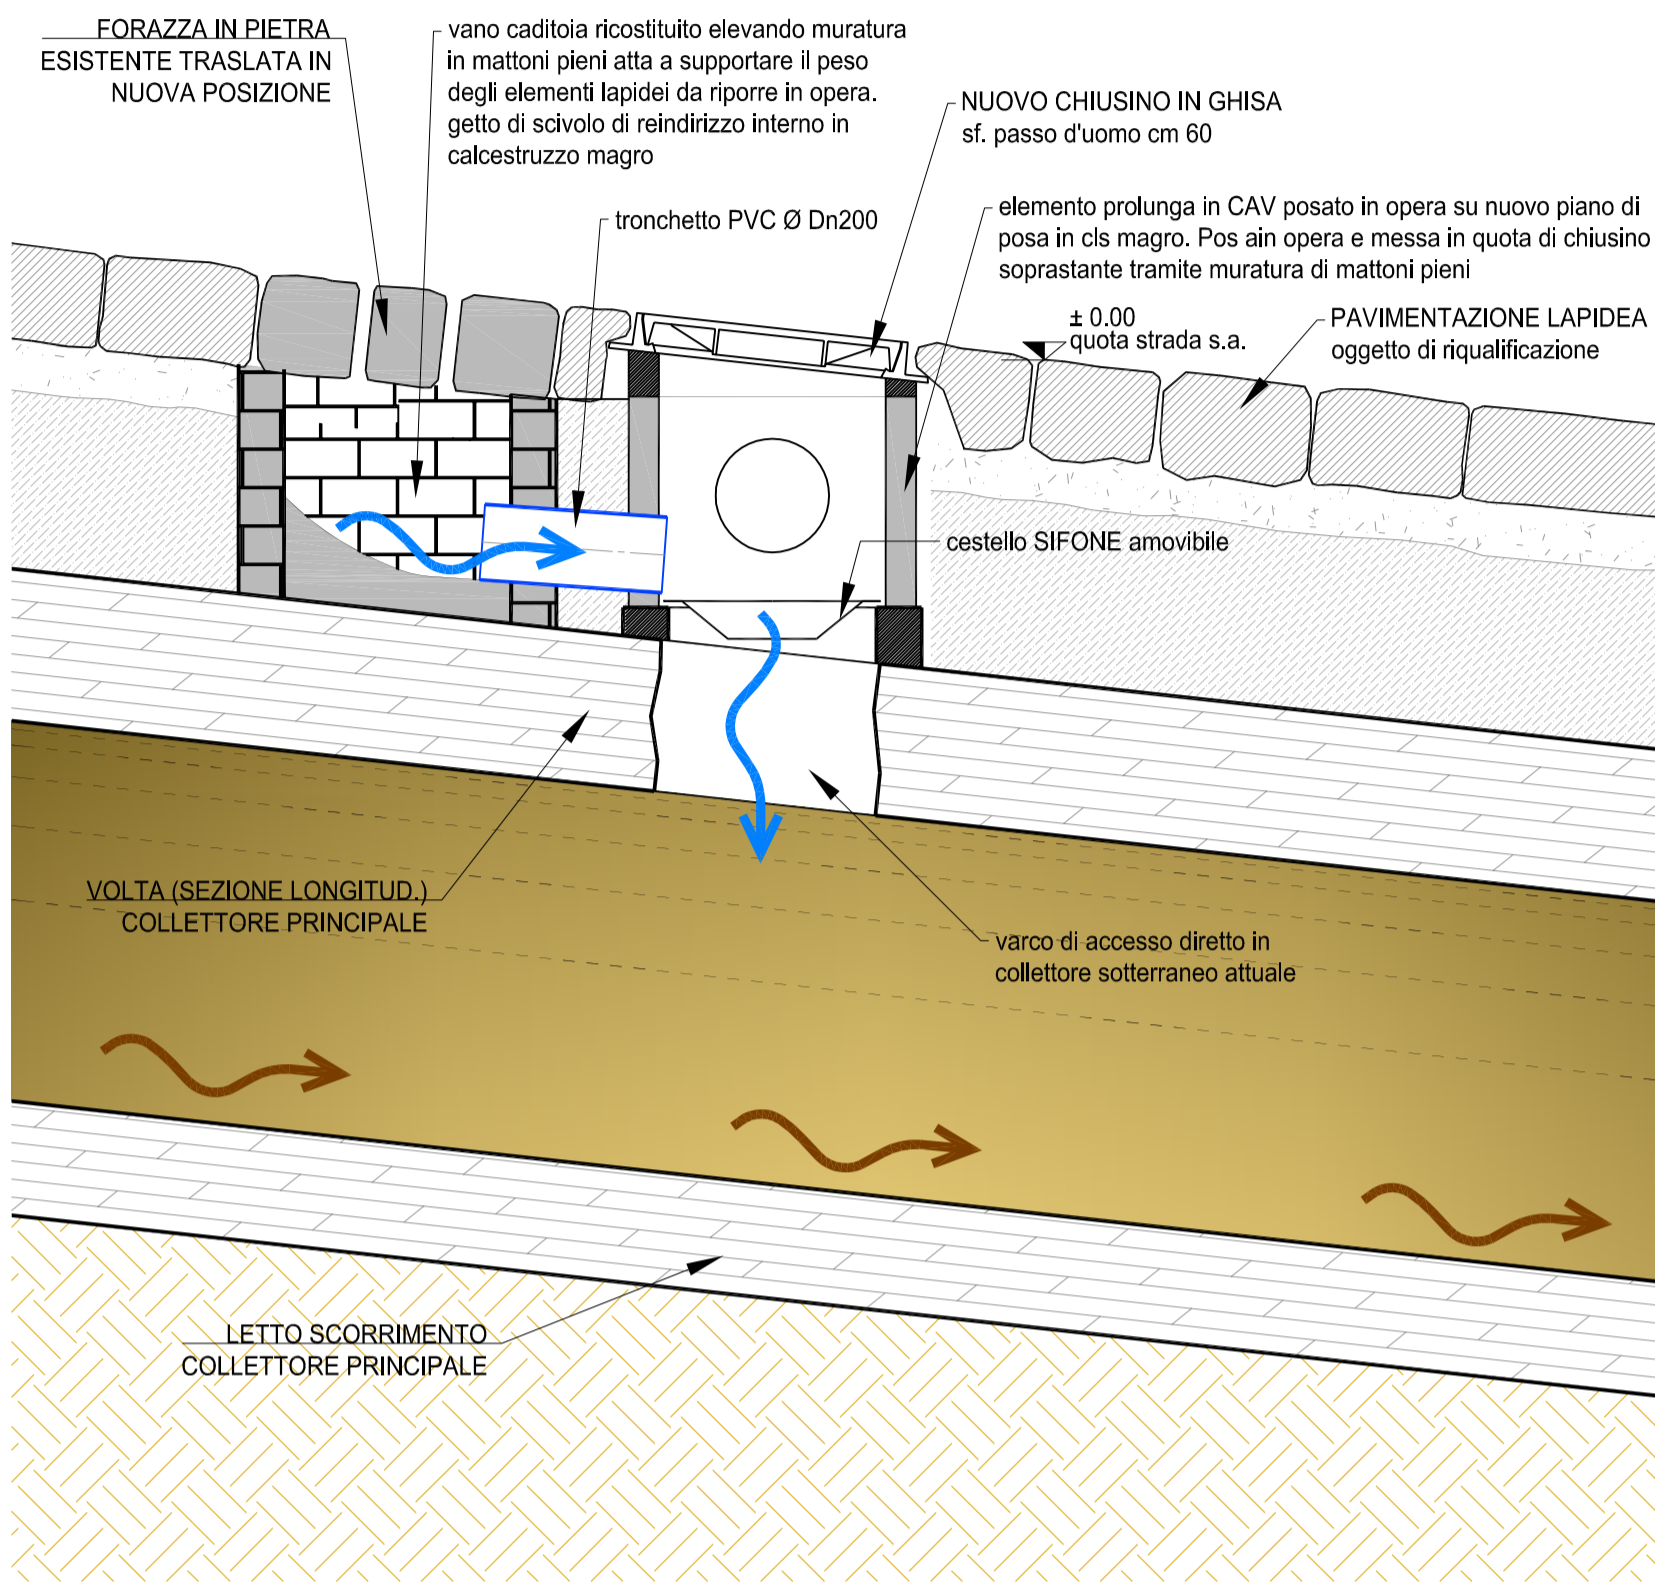 FORAZZA IN PIETRA
ESISTENTE TRASLATA IN
NUOVA POSIZIONE
vano caditoia ricostituito elevando muratura
in mattoni pieni atta a supportare il peso
degli elementi lapidei da riporre in opera.
getto di scivolo di reindirizzo interno in
calcestruzzo magro
NUOVO CHIUSINO IN GHISA
sf. passo d'uomo cm 60
tronchetto PVC Ø Dn200
elemento prolunga in CAV posato in opera su nuovo piano di
posa in cls magro. Pos ain opera e messa in quota di chiusino
soprastante tramite muratura di mattoni pieni
± 0.00
quota strada s.a.
PAVIMENTAZIONE LAPIDEA
oggetto di riqualificazione
cestello SIFONE amovibile
VOLTA (SEZIONE LONGITUD.)
COLLETTORE PRINCIPALE
varco di accesso diretto in
collettore sotterraneo attuale
LETTO SCORRIMENTO
COLLETTORE PRINCIPALE